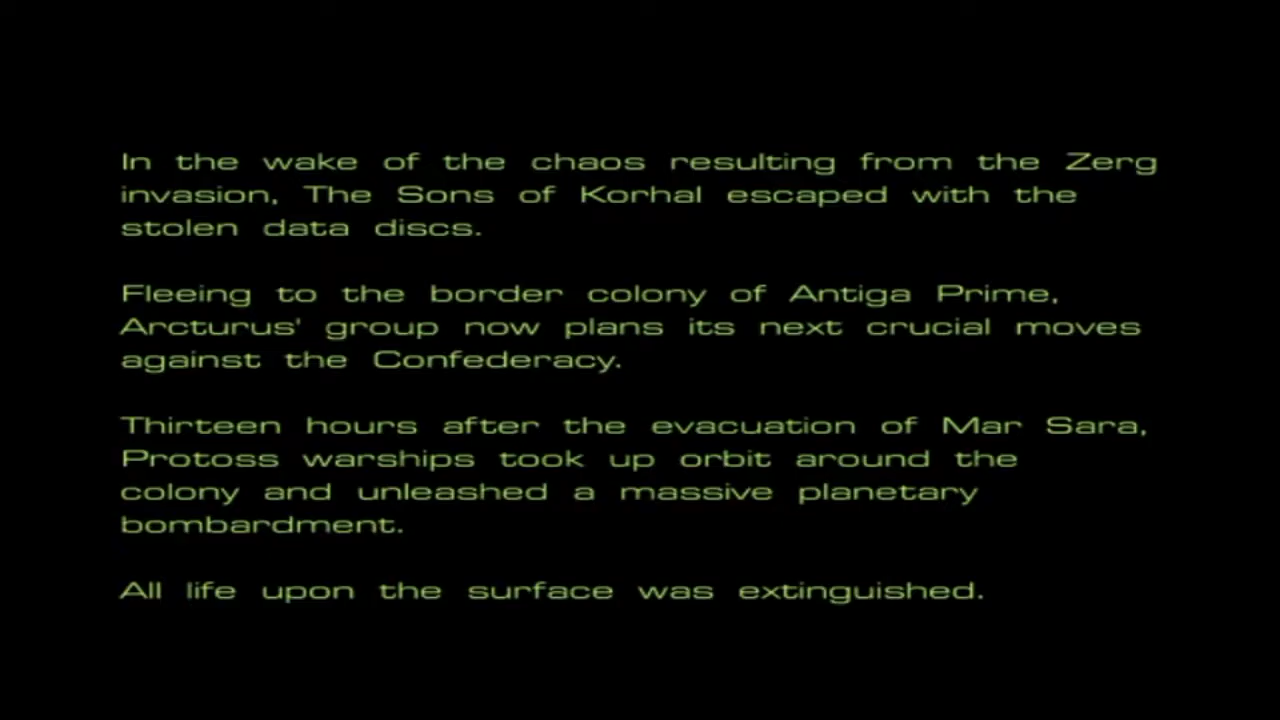 In the wake of the chaos resulting from the Zerg
invasion, The Sons of Korhal escaped with the
stolen data discs.
Fleeing to the border colony of Antiga Prime,
Arcturus' group now plans its next crucial moves
against the Confederacy.
Thirteen hours after the evacuation of Mar Sara,
Protoss warships took up orbit around the
colony and unleashed a massive planetary
bombardment.
All life upon the surface was extinguished.